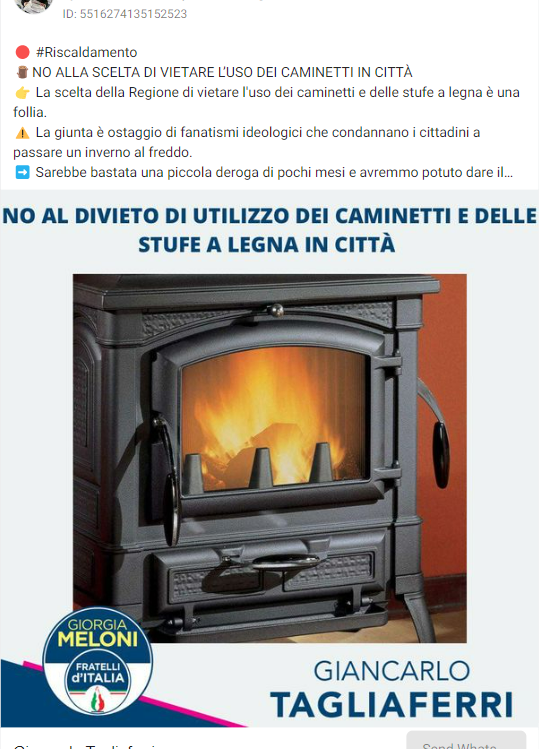 ID: 5516274135152523
🔴 #Riscaldamento
🪵NO ALLA SCELTA DI VIETARE L'USO DEI CAMINETTI IN CITTÀ
👉 La scelta della Regione di vietare l'uso dei caminetti e delle stufe a legna è una
follia.
⚠️ La giunta è ostaggio di fanatismi ideologici che condannano i cittadini a
passare un inverno al freddo.
➡️ Sarebbe bastata una piccola deroga di pochi mesi e avremmo potuto dare il...
NO AL DIVIETO DI UTILIZZO DEI CAMINETTI E DELLE
STUFE A LEGNA IN CITTÀ
GIORGIA
MELONI
FRATELLI
d'ITALIA
GIANCARLO
TAGLIAFERRI
Giancarlo Tagliaferri
Send Whats...